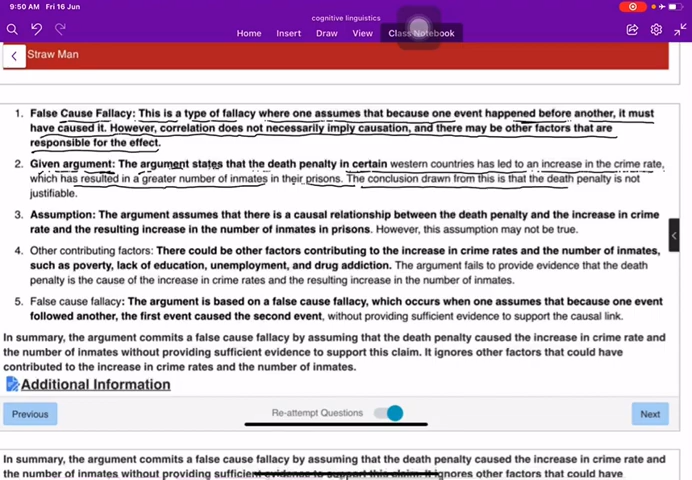 9:50 AM Fri 16 Jun
cognitive linguistics
Home Insert Draw View Class Notebook
Straw Man
1. False Cause Fallacy: This is a type of fallacy where one assumes that because one event happened before another, it must
have caused it. However, correlation does not necessarily imply causation, and there may be other factors that are
responsible for the effect.
2. Given argument: The argument states that the death penalty in certain western countries has led to an increase in the crime rate,
which has resulted in a greater number of inmates in their prisons. The conclusion drawn from this is that the death penalty is not
justifiable.
3. Assumption: The argument assumes that there is a causal relationship between the death penalty and the increase in crime
rate and the resulting increase in the number of inmates in prisons. However, this assumption may not be true.
4. Other contributing factors: There could be other factors contributing to the increase in crime rates and the number of inmates,
such as poverty, lack of education, unemployment, and drug addiction. The argument fails to provide evidence that the death
penalty is the cause of the increase in crime rates and the resulting increase in the number of inmates.
5. False cause fallacy: The argument is based on a false cause fallacy, which occurs when one assumes that because one event
followed another, the first event caused the second event, without providing sufficient evidence to support the causal link.
In summary, the argument commits a false cause fallacy by assuming that the death penalty caused the increase in crime rate and
the number of inmates without providing sufficient evidence to support this claim. It ignores other factors that could have
contributed to the increase in crime rates and the number of inmates.
Additional Information
Previous Re-attempt Questions Next
In summary, the argument commits a false cause fallacy by assuming that the death penalty caused the increase in crime rate and
the number of inmates without providing sufficient evidence to support this claim. It ignores other factors that could have